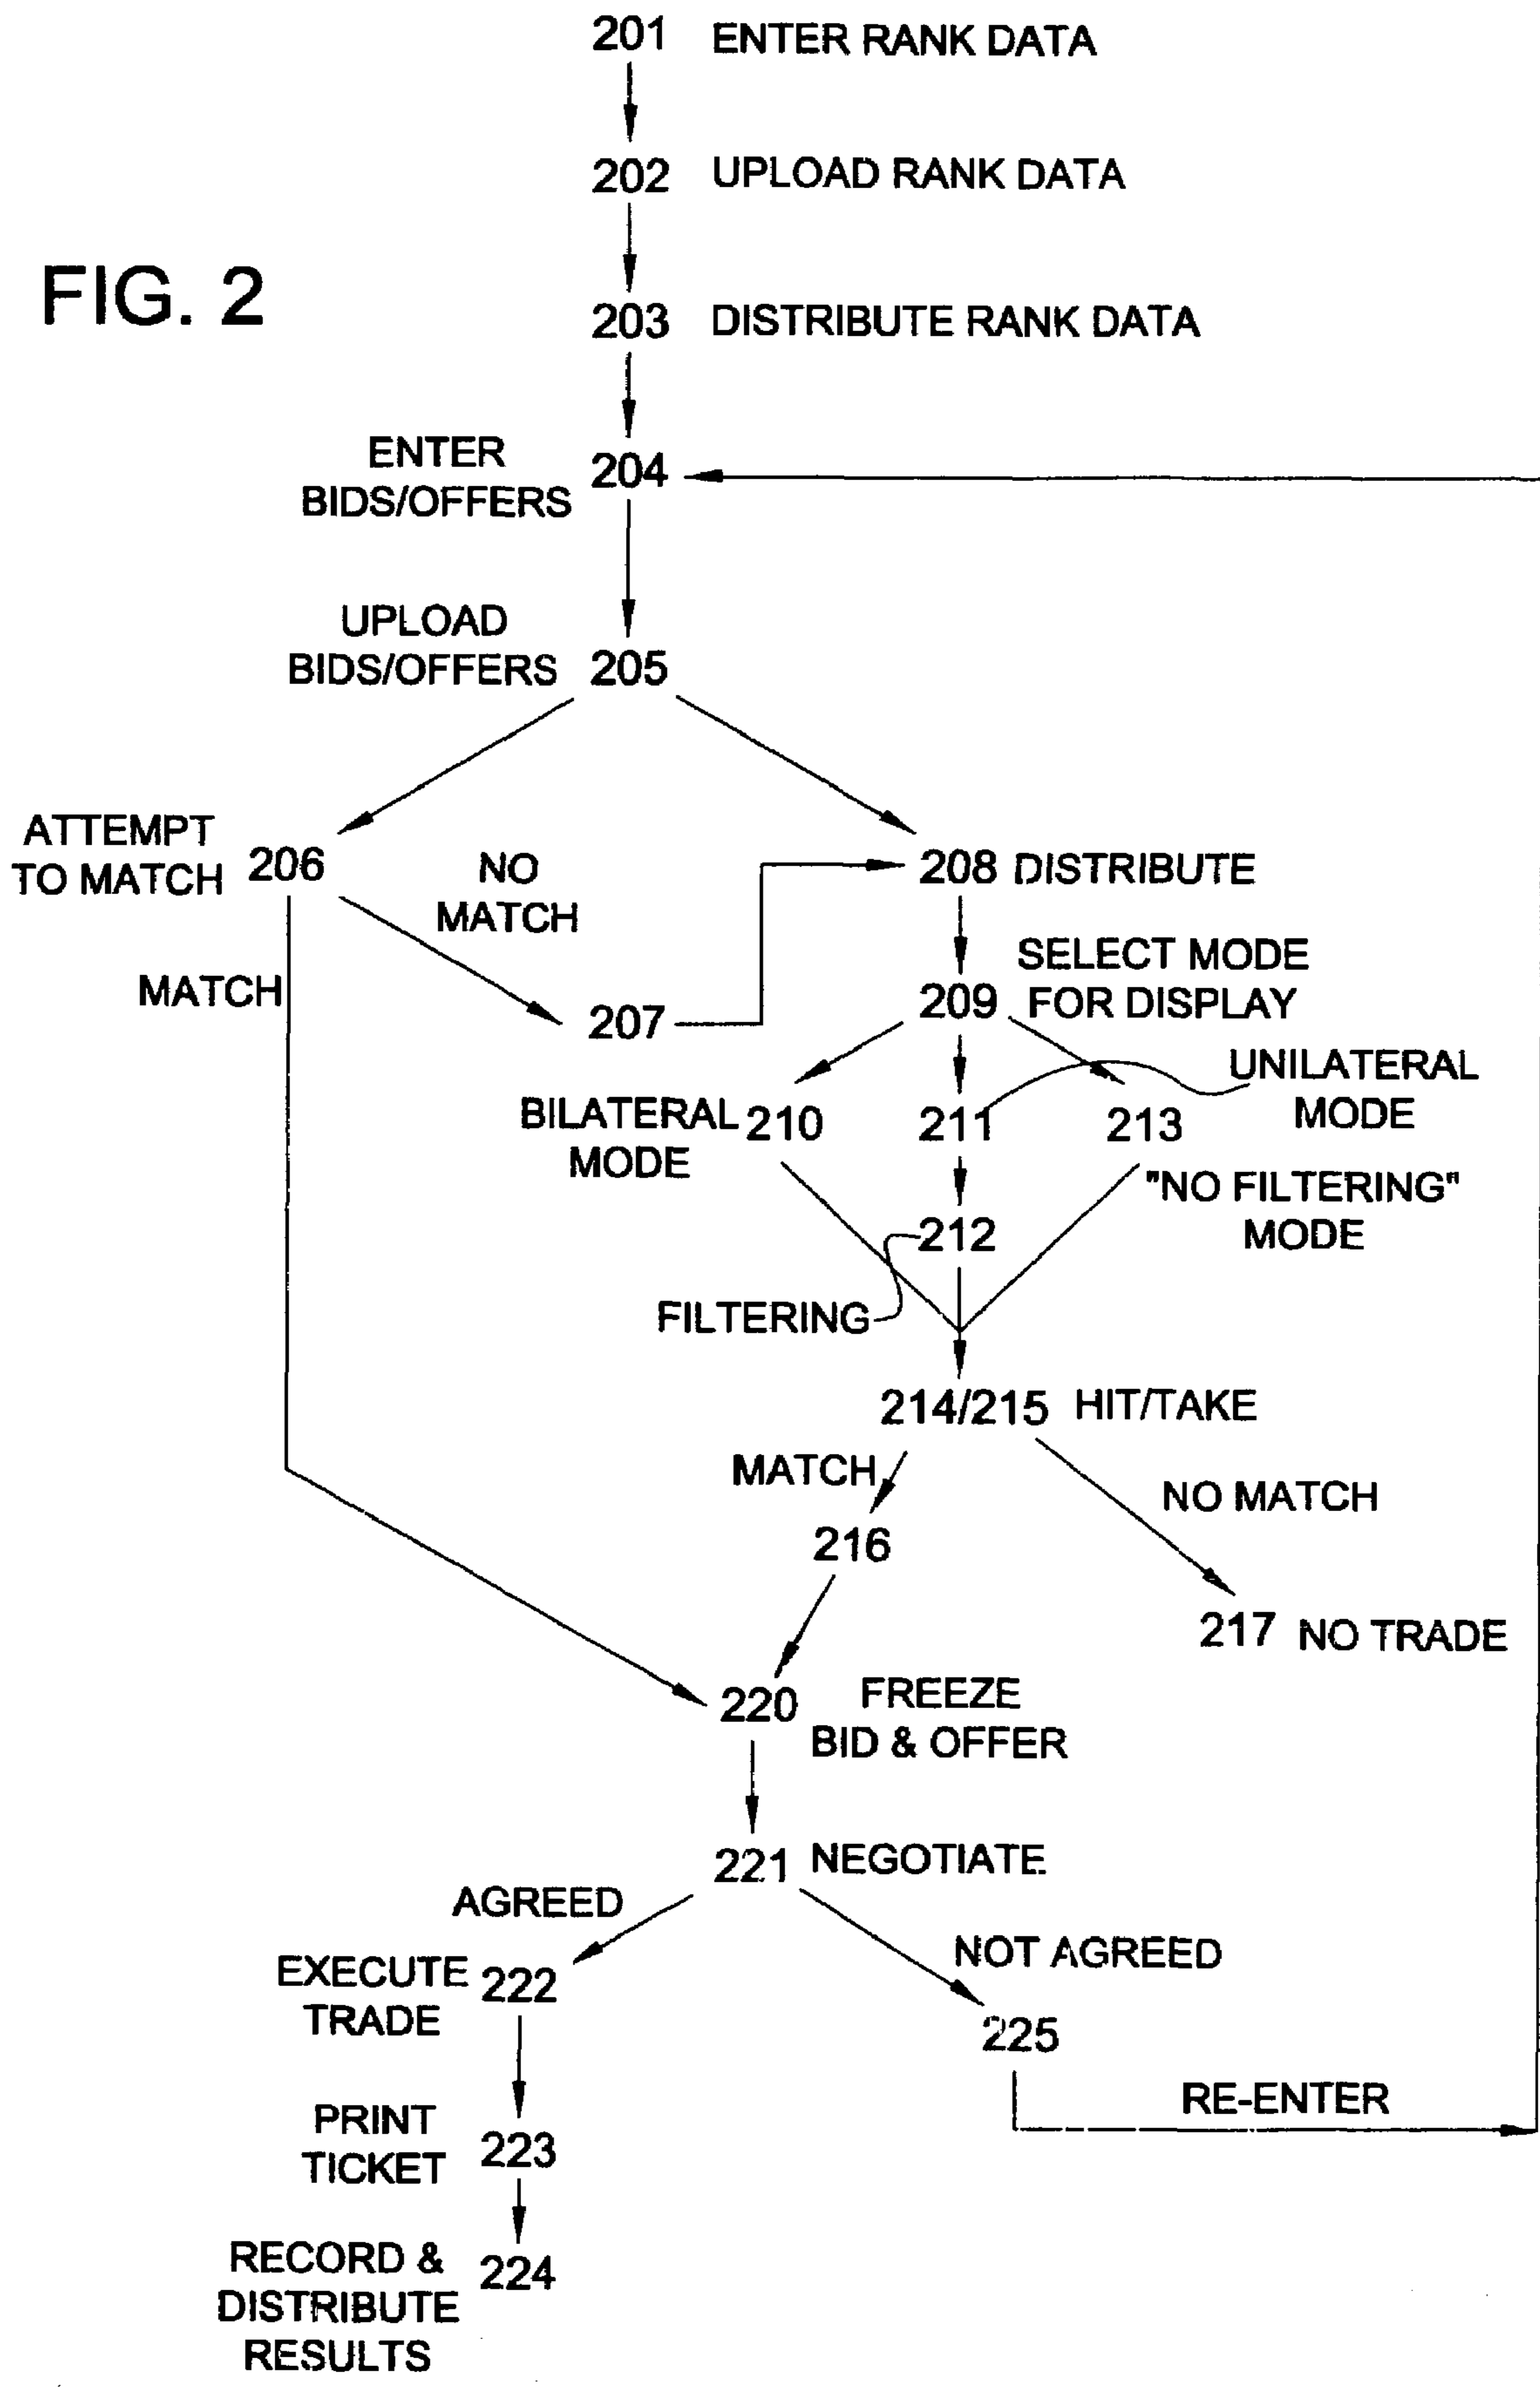 201 ENTER RANK DATA
202 UPLOAD RANK DATA
FIG. 2
203 DISTRIBUTE RANK DATA
ENTER
BIDS/OFFERS
204
UPLOAD
BIDS/OFFERS
205
ATTEMPT
TO MATCH
206
NO
MATCH
208 DISTRIBUTE
MATCH
207
SELECT MODE
FOR DISPLAY
209
UNILATERAL
MODE
BILATERAL
MODE
210
211
213
"NO FILTERING"
MODE
212
FILTERING
214/215 HIT/TAKE
MATCH
NO MATCH
216
217 NO TRADE
220
FREEZE
BID & OFFER
221 NEGOTIATE
AGREED
NOT AGREED
EXECUTE
TRADE
222
225
RE-ENTER
PRINT
TICKET
223
RECORD &
DISTRIBUTE
RESULTS
224